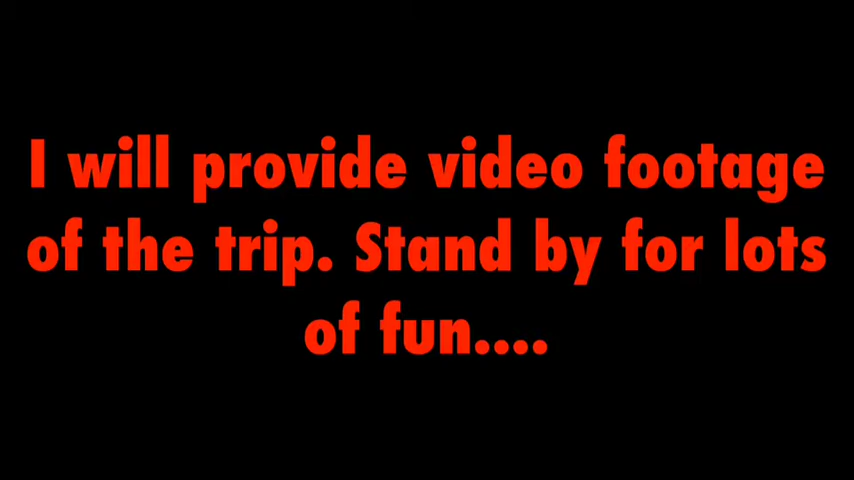 I will provide video footage
of the trip. Stand by for lots
of fun....